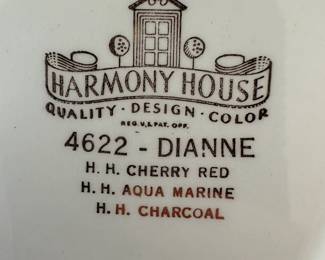 HARMONY HOUSE
QUALITY · DESIGN · COLOR
REG. U.S. PAT. OFF.
4622 - DIANNE
H. H. CHERRY RED
H. H. AQUA MARINE
H. H. CHARCOAL